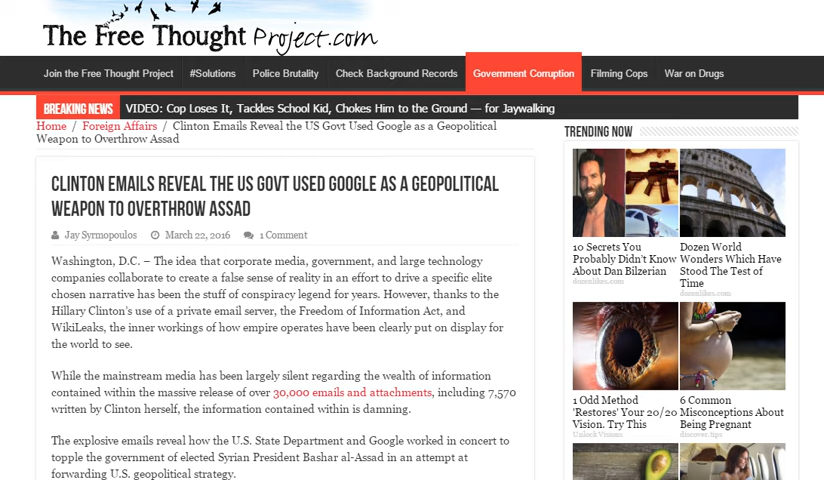 The Free Thought Project.com
Join the Free Thought Project
#Solutions
Police Brutality
Check Background Records
Government Corruption
Filming Cops
War on Drugs
BREAKING NEWS
VIDEO: Cop Loses It, Tackles School Kid, Chokes Him to the Ground — for Jaywalking
Home / Foreign Affairs / Clinton Emails Reveal the US Govt Used Google as a Geopolitical
Weapon to Overthrow Assad
CLINTON EMAILS REVEAL THE US GOVT USED GOOGLE AS A GEOPOLITICAL
WEAPON TO OVERTHROW ASSAD
Jay Syrmopoulos
March 22, 2016
1 Comment
Washington, D.C. – The idea that corporate media, government, and large technology
companies collaborate to create a false sense of reality in an effort to drive a specific elite
chosen narrative has been the stuff of conspiracy legend for years. However, thanks to the
Hillary Clinton's use of a private email server, the Freedom of Information Act, and
WikiLeaks, the inner workings of how empire operates have been clearly put on display for
the world to see.
While the mainstream media has been largely silent regarding the wealth of information
contained within the massive release of over 30,000 emails and attachments, including 7,570
written by Clinton herself, the information contained within is damning.
The explosive emails reveal how the U.S. State Department and Google worked in concert to
topple the government of elected Syrian President Bashar al-Assad in an attempt at
forwarding U.S. geopolitical strategy.
TRENDING NOW
10 Secrets You
Probably Didn't Know
About Dan Bilzerian
dozenlikes.com
Dozen World
Wonders Which Have
Stood The Test of
Time
dozenlikes.com
1 Odd Method
'Restores' Your 20/20
Vision. Try This
UnlockVisions
6 Common
Misconceptions About
Being Pregnant
discover.tips